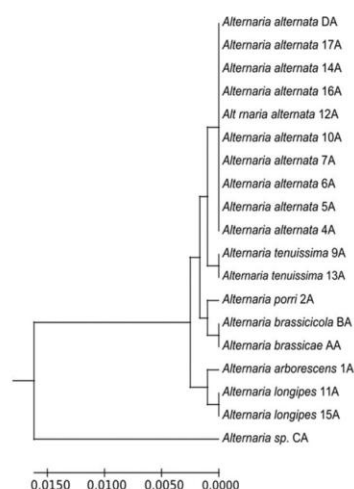 Alternaria alternata DA
Alternaria alternata 17A
Alternaria alternata 14A
Alternaria alternata 16A
Alt rnaria alternata 12A
Alternaria alternata 10A
Alternaria alternata 7A
Alternaria alternata 6A
Alternaria alternata 5A
Alternaria alternata 4A
Alternaria tenuissima 9A
Alternaria tenuissima 13A
Alternaria porri 2A
Alternaria brassicicola BA
Alternaria brassicae AA
Alternaria arborescens 1A
Alternaria longipes 11A
Alternaria longipes 15A
Alternaria sp. CA
0.0150 0.0100 0.0050 0.0000